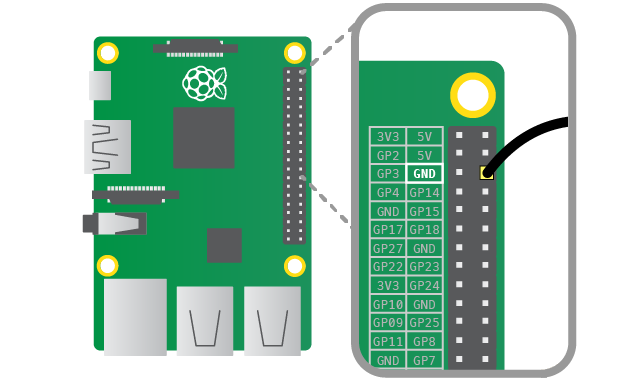 3V3 5V
GP2 5V
GP3 GND
GP4 GP14
GND GP15
GP17 GP18
GP27 GND
GP22 GP23
3V3 GP24
GP10 GND
GP09 GP25
GP11 GP8
GND GP7